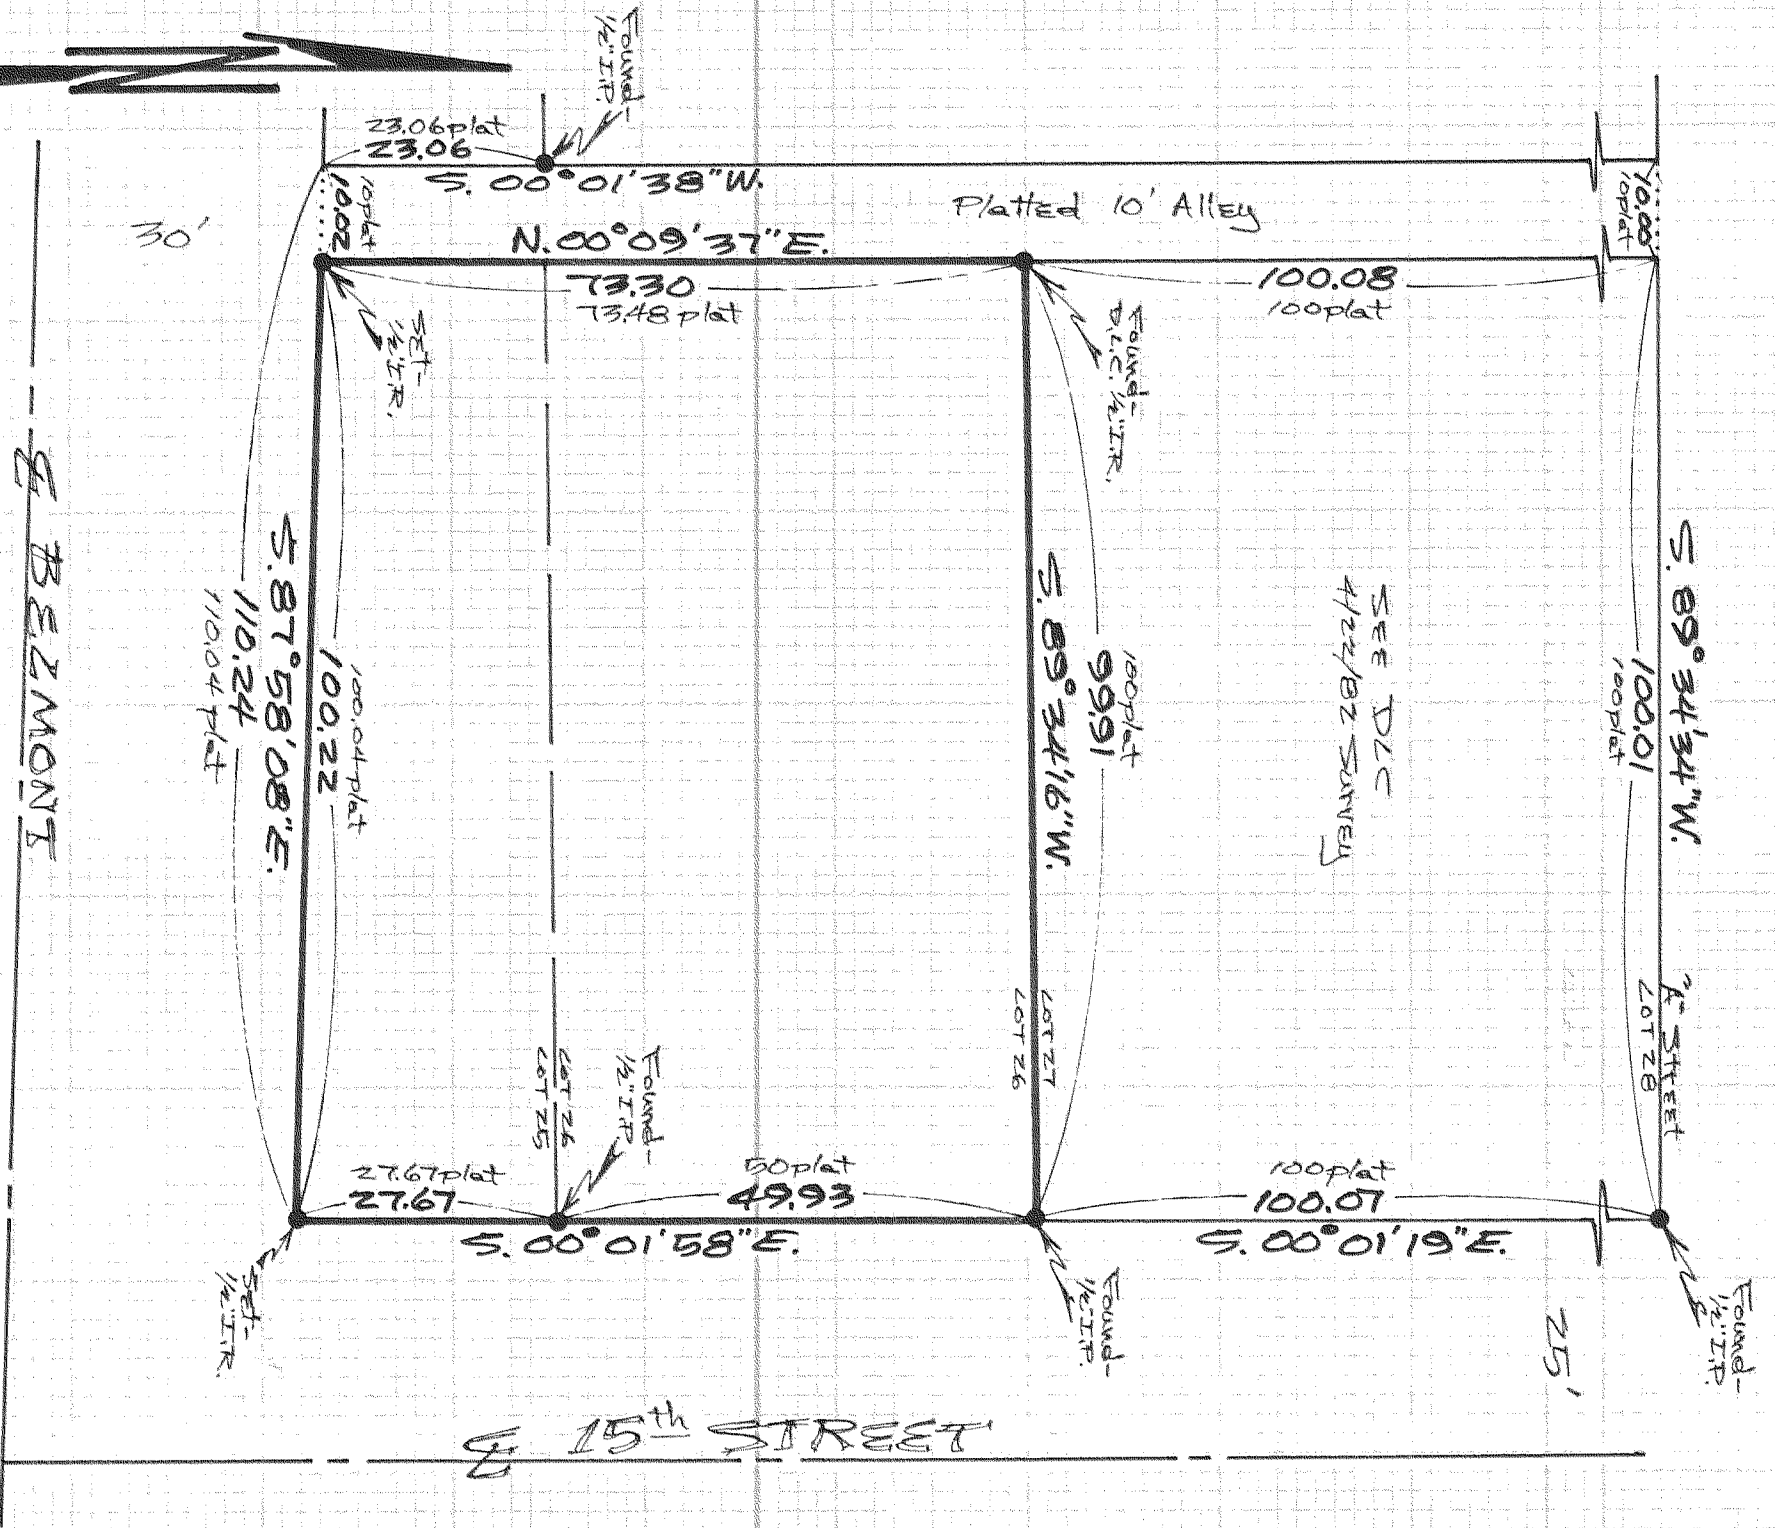 Found-
½" I.P.
23.06 plat
23.06
S. 00°01'38"W.
10 plat
10.02
30'
Platted 10' Alley
10.00
10 plat
N. 00°09'37"E.
73.30
73.48 plat
100.08
100 plat
Set-
½" I.R.
Found-
D.L.C. ½" I.R.
℄ BELMONT
S. 87°58'08"E.
110.24
110.04 plat
100.04 plat
100.22
100 plat
99.91
S. 89°34'16"W.
SEE DLC
4/22/82 Survey
S. 89°34'34"W.
100.01
100 plat
"A" STREET
LOT 28
LOT 27
LOT 26
LOT 26
LOT 25
Found-
½" I.P.
27.67 plat
27.67
50 plat
49.93
100 plat
100.07
S. 00°01'58"E.
S. 00°01'19"E.
Set-
½" I.R.
Found-
½" I.P.
Found-
½" I.P.
25'
℄ 15th STREET